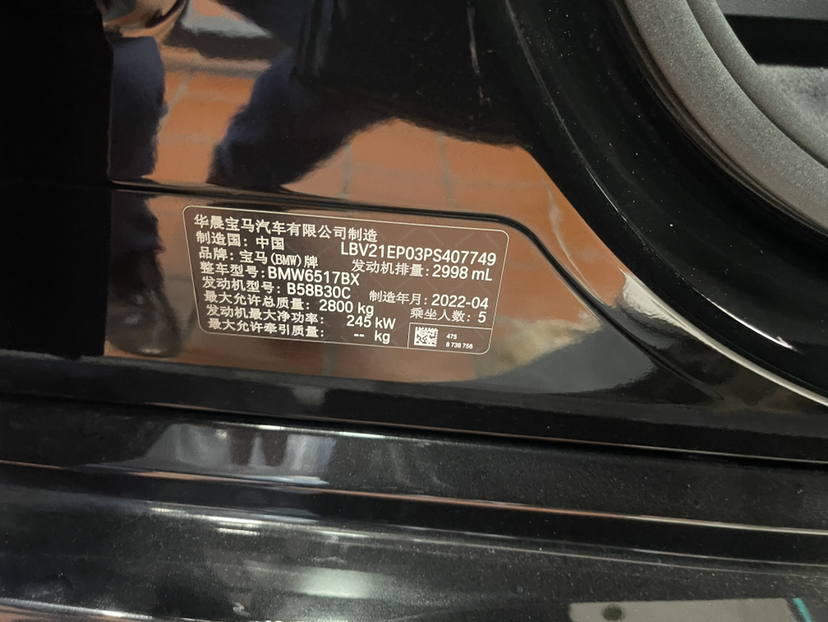 华晨宝马汽车有限公司制造
制造国：中国 LBV21EP03PS407749
品牌：宝马(BMW)牌 发动机排量：2998 mL
整车型号：BMW6517BX
发动机型号：B58B30C 制造年月：2022-04
最大允许总质量：2800 kg 乘坐人数：5
发动机最大净功率：245 kW
最大允许牵引质量：-- kg
475
8 738 756